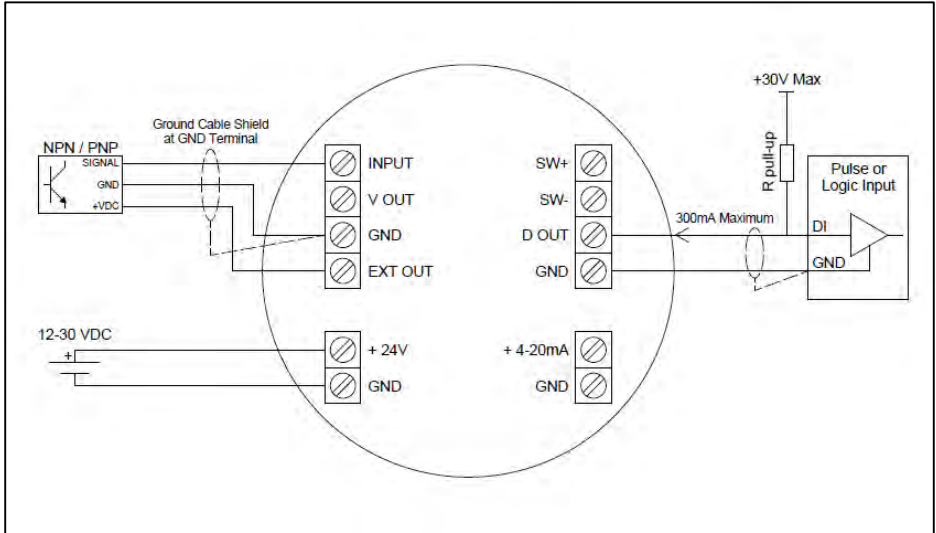 +30V Max
Ground Cable Shield
at GND Terminal
NPN / PNP
SIGNAL
GND
+VDC
INPUT
V OUT
GND
EXT OUT
SW+
SW-
D OUT
GND
R pull-up
300mA Maximum
Pulse or
Logic Input
DI
GND
12-30 VDC
+
+ 24V
GND
+ 4-20mA
GND